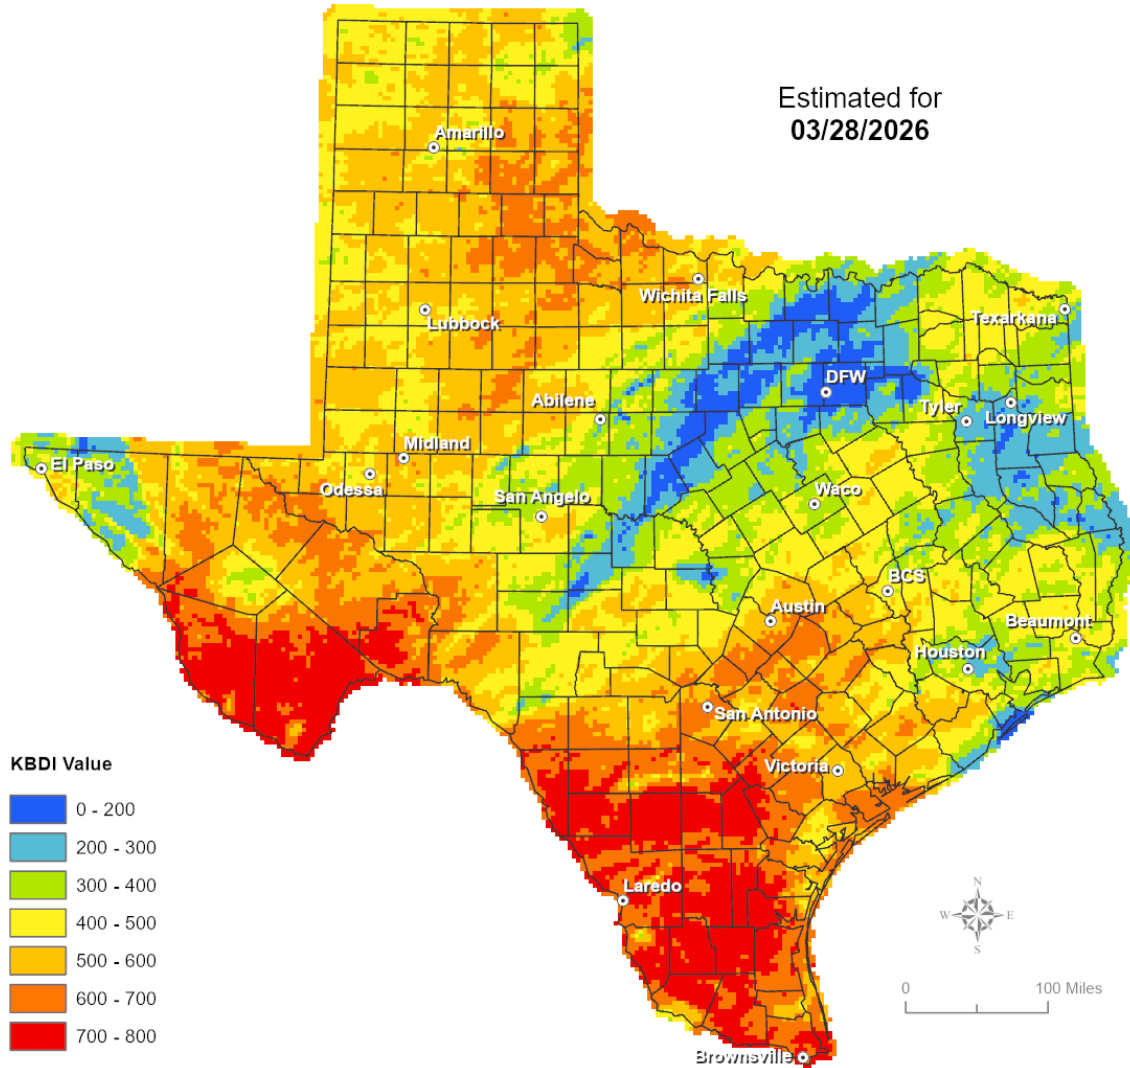 Estimated for
03/28/2026
Amarillo
Wichita Falls
Lubbock
Texarkana
DFW
Abilene
Tyler
Longview
Midland
El Paso
Odessa
San Angelo
Waco
BCS
Austin
Beaumont
Houston
San Antonio
Victoria
KBDI Value
0 - 200
200 - 300
300 - 400
400 - 500
500 - 600
600 - 700
700 - 800
Laredo
N
W E
S
0 100 Miles
Brownsville